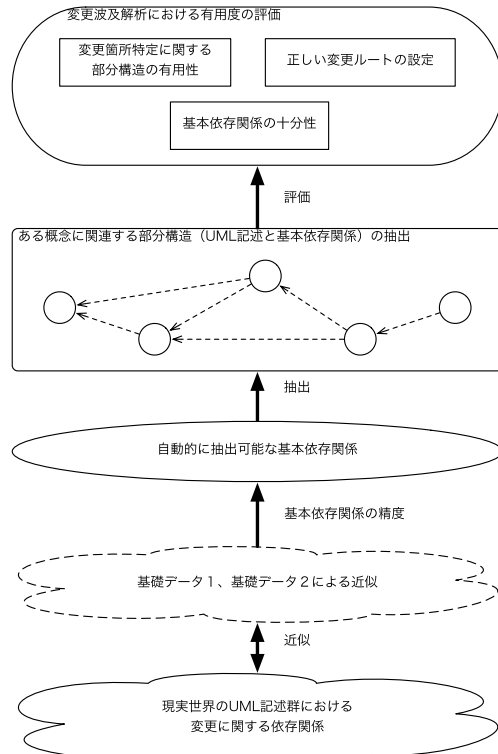 変更波及解析における有用度の評価
変更箇所特定に関する
部分構造の有用性
正しい変更ルートの設定
基本依存関係の十分性
評価
ある概念に関連する部分構造（UML記述と基本依存関係）の抽出
抽出
自動的に抽出可能な基本依存関係
基本依存関係の精度
基礎データ１、基礎データ２による近似
近似
現実世界のUML記述群における
変更に関する依存関係